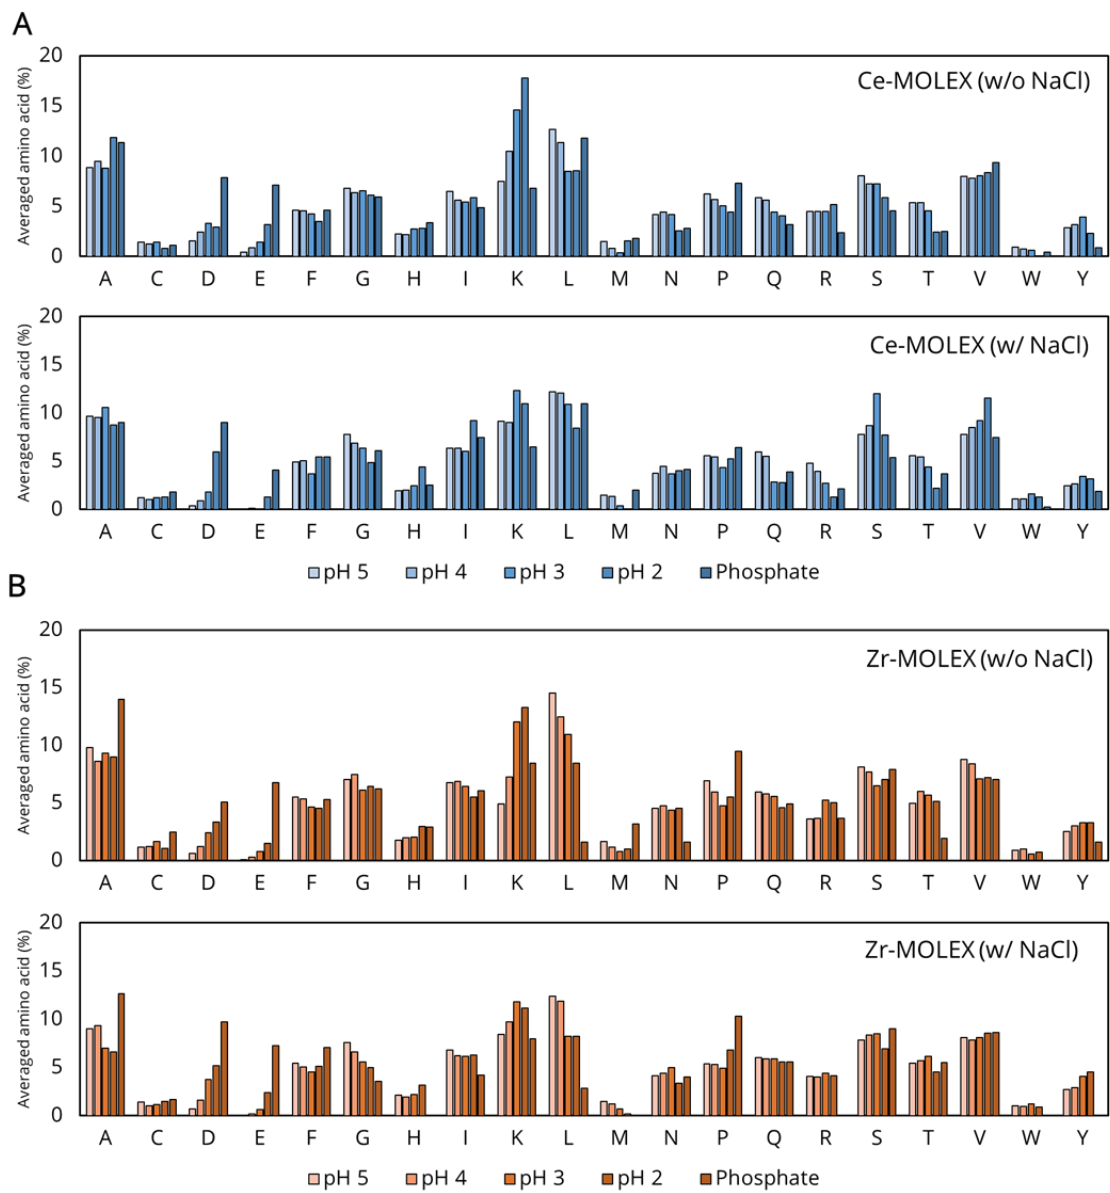 A
20
15
10
5
0
Averaged amino acid (%)
Ce-MOLEX (w/o NaCl)
A C D E F G H I K L M N P Q R S T V W Y
20
15
10
5
0
Averaged amino acid (%)
Ce-MOLEX (w/ NaCl)
A C D E F G H I K L M N P Q R S T V W Y
pH 5 pH 4 pH 3 pH 2 Phosphate
B
20
15
10
5
0
Averaged amino acid (%)
Zr-MOLEX (w/o NaCl)
A C D E F G H I K L M N P Q R S T V W Y
20
15
10
5
0
Averaged amino acid (%)
Zr-MOLEX (w/ NaCl)
A C D E F G H I K L M N P Q R S T V W Y
pH 5 pH 4 pH 3 pH 2 Phosphate